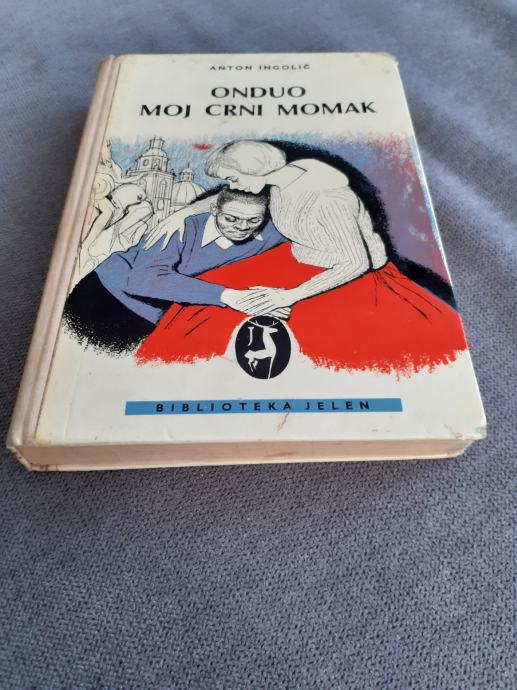 ANTON INGOLIČ
ONDUO
MOJ CRNI MOMAK
J
BIBLIOTEKA JELEN